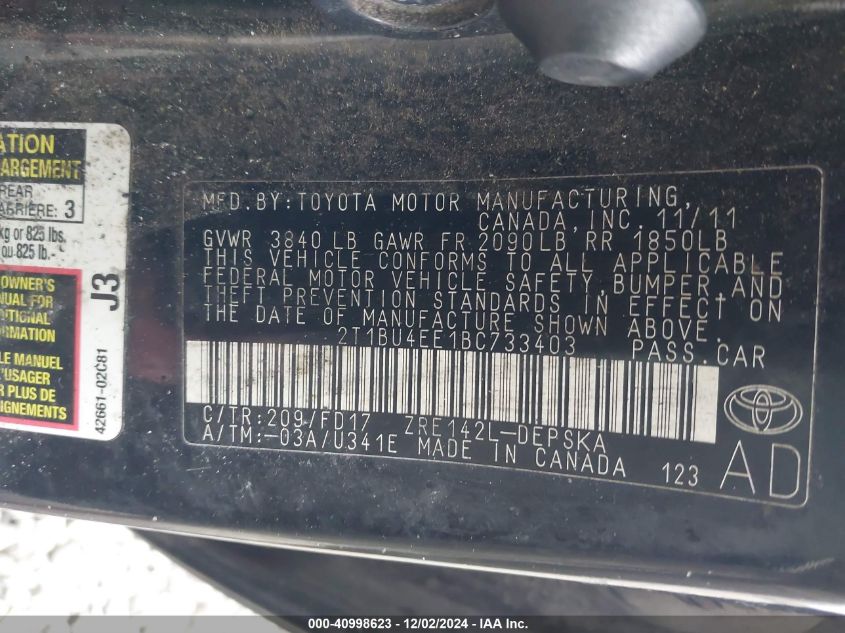 ATION
ARGEMENT
REAR
ARRIÈRE: 3
kg or 825 lbs.
ou 825 lb.
OWNER'S
NUAL FOR
ITIONAL
ORMATION
LE MANUEL
L'USAGER
R PLUS DE
IGNEMENTS
J3
42661-02C81
MFD. BY: TOYOTA MOTOR MANUFACTURING,
CANADA, INC. 11/11
GVWR 3840 LB GAWR FR 2090LB RR 1850LB
THIS VEHICLE CONFORMS TO ALL APPLICABLE
FEDERAL MOTOR VEHICLE SAFETY, BUMPER AND
THEFT PREVENTION STANDARDS IN EFFECT ON
THE DATE OF MANUFACTURE SHOWN ABOVE.
2T1BU4EE1BC733403 PASS. CAR
C/TR: 209/FD17 ZRE142L-DEPSKA
A/TM: -03A/U341E MADE IN CANADA 123
AD
000-40998623 - 12/02/2024 - IAA Inc.